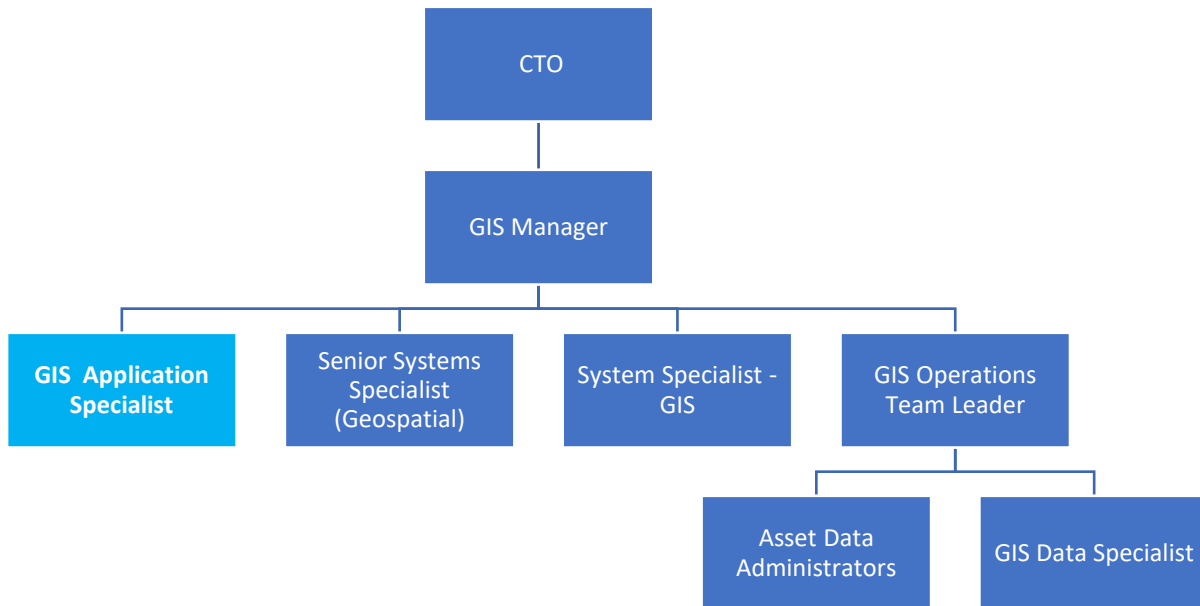 CTO
GIS Manager
GIS  Application
Specialist
Senior Systems
Specialist
(Geospatial)
System Specialist -
GIS
GIS Operations
Team Leader
Asset Data
Administrators
GIS Data Specialist